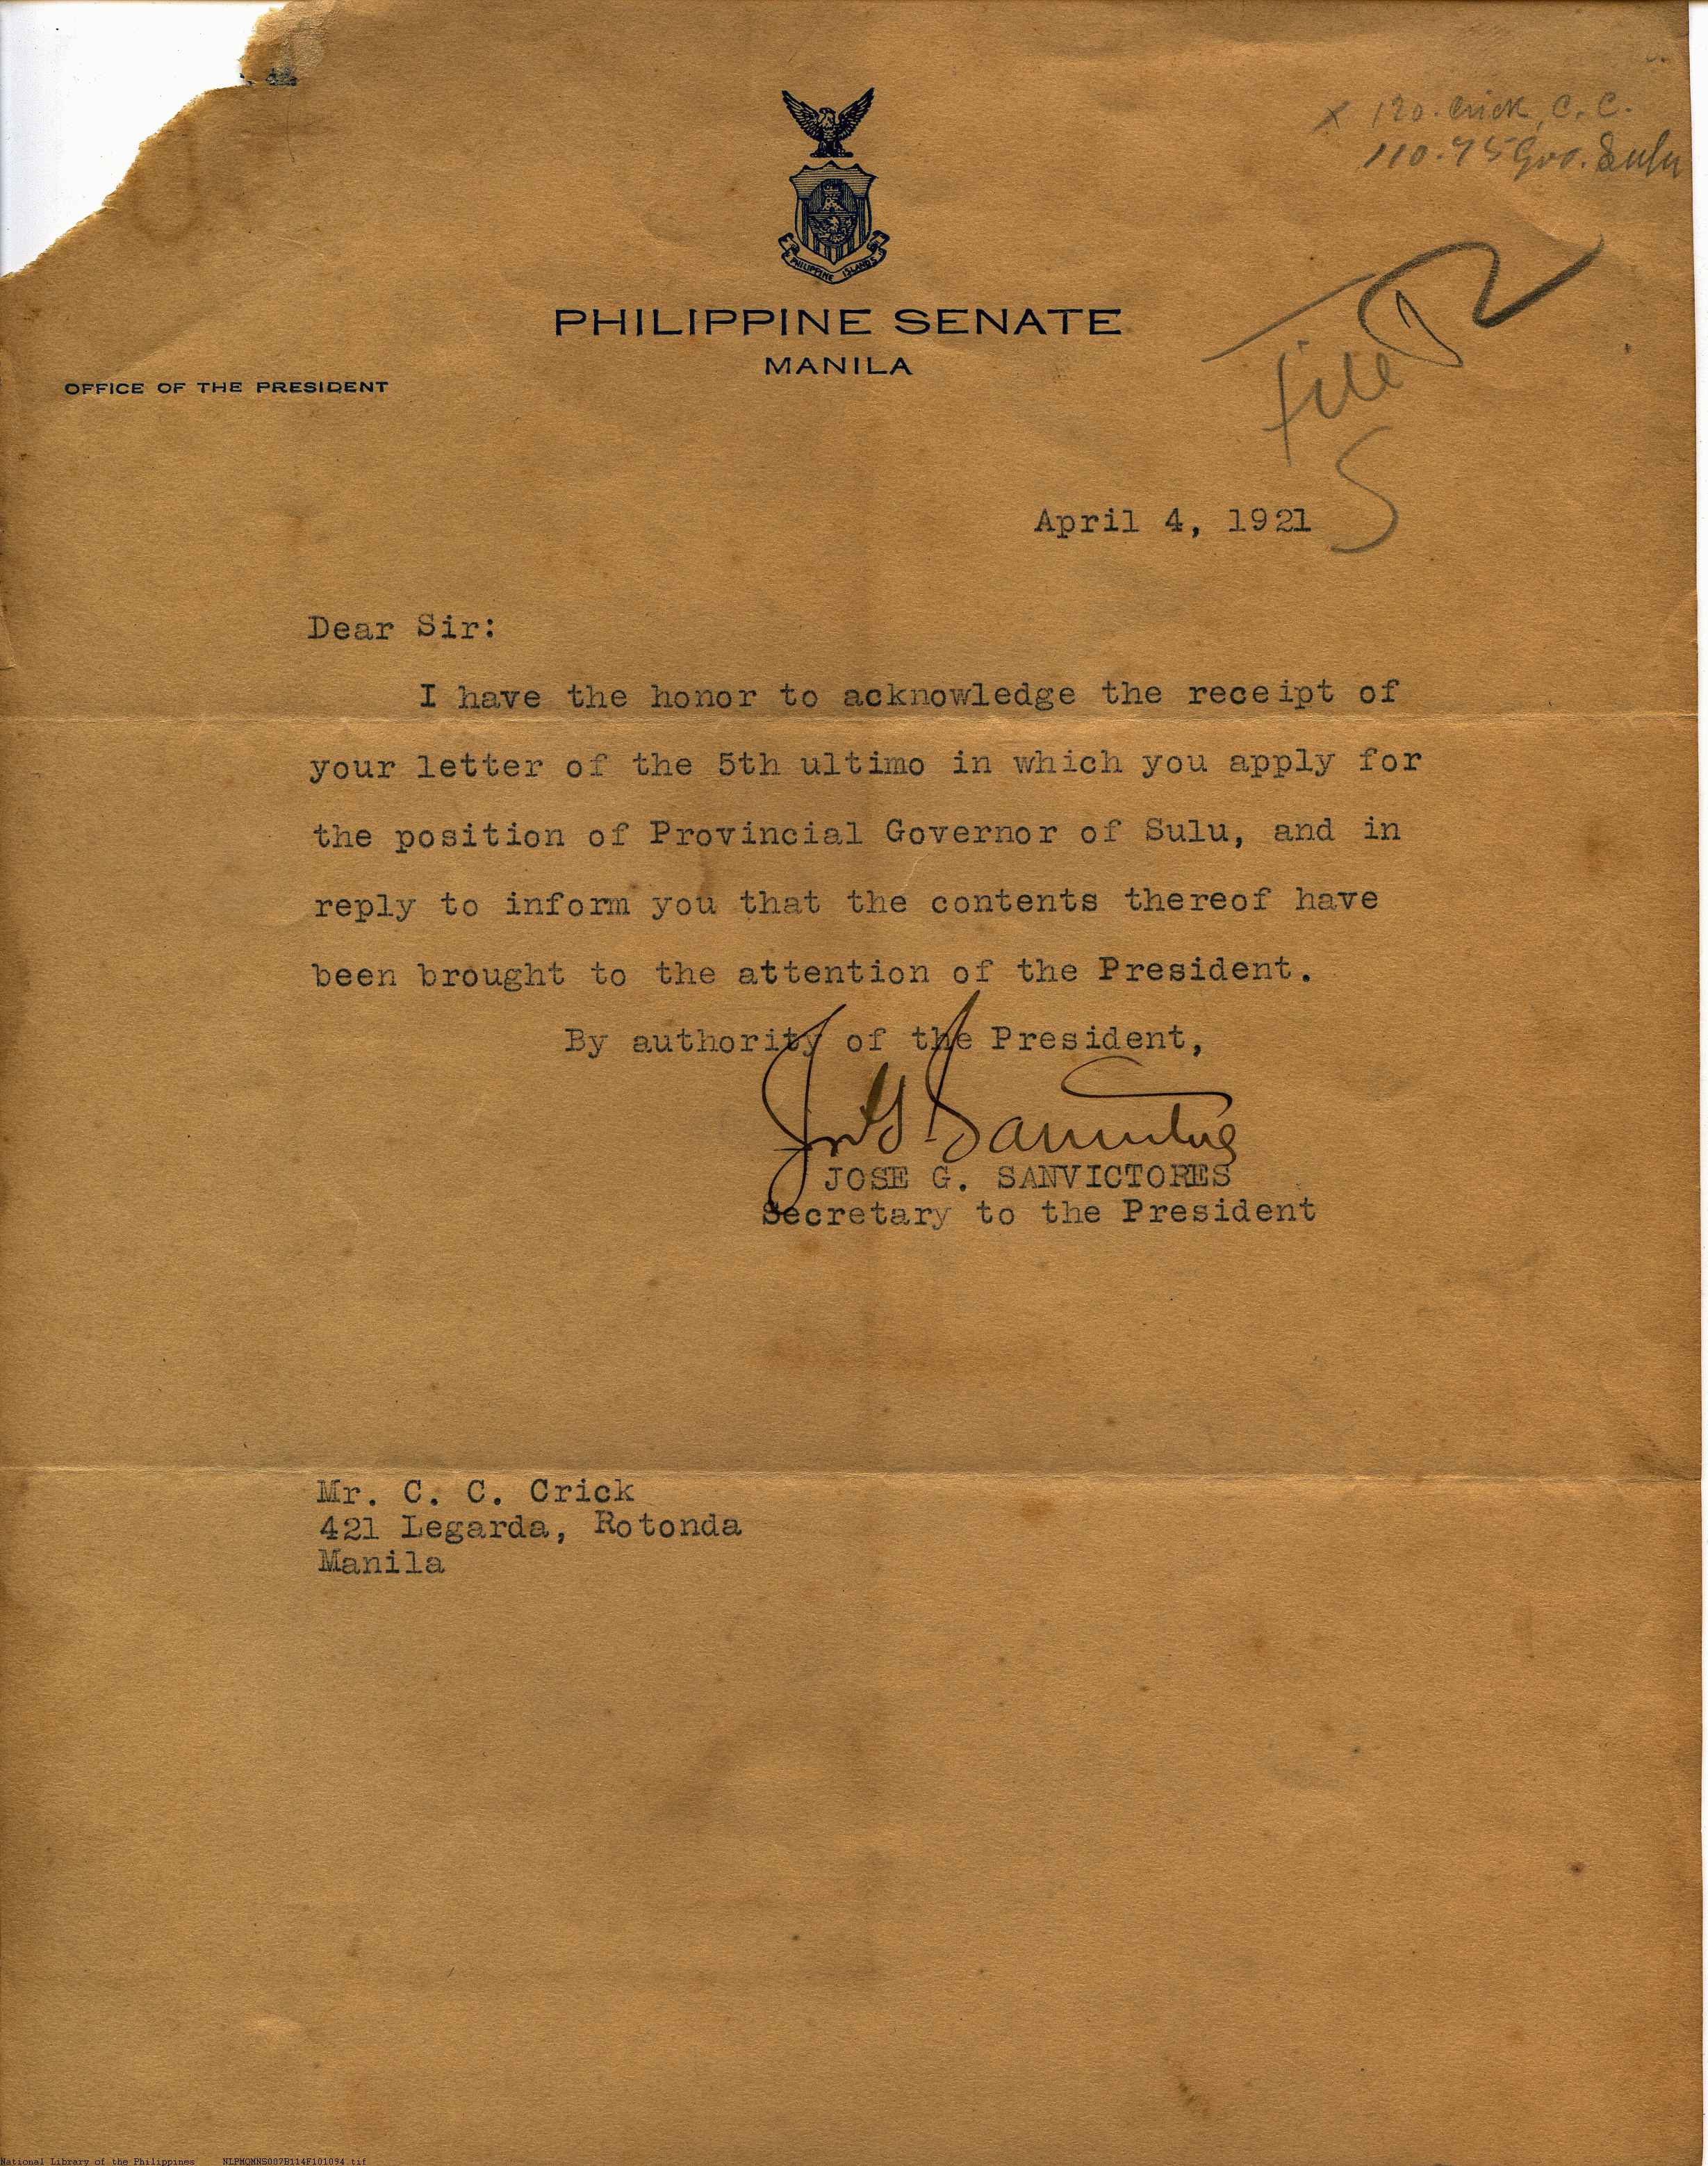 x 120. Crick, C. C.
110.75 Gov. Sulu
PHILIPPINE ISLANDS
PHILIPPINE SENATE
MANILA
OFFICE OF THE PRESIDENT
File
S
April 4, 1921
Dear Sir:
I have the honor to acknowledge the receipt of
your letter of the 5th ultimo in which you apply for
the position of Provincial Governor of Sulu, and in
reply to inform you that the contents thereof have
been brought to the attention of the President.
By authority of the President,
JOSE G. SANVICTORES
Secretary to the President
Mr. C. C. Crick
421 Legarda, Rotonda
Manila
National Library of the Philippines NLPMQMNS007B114F101094.tif